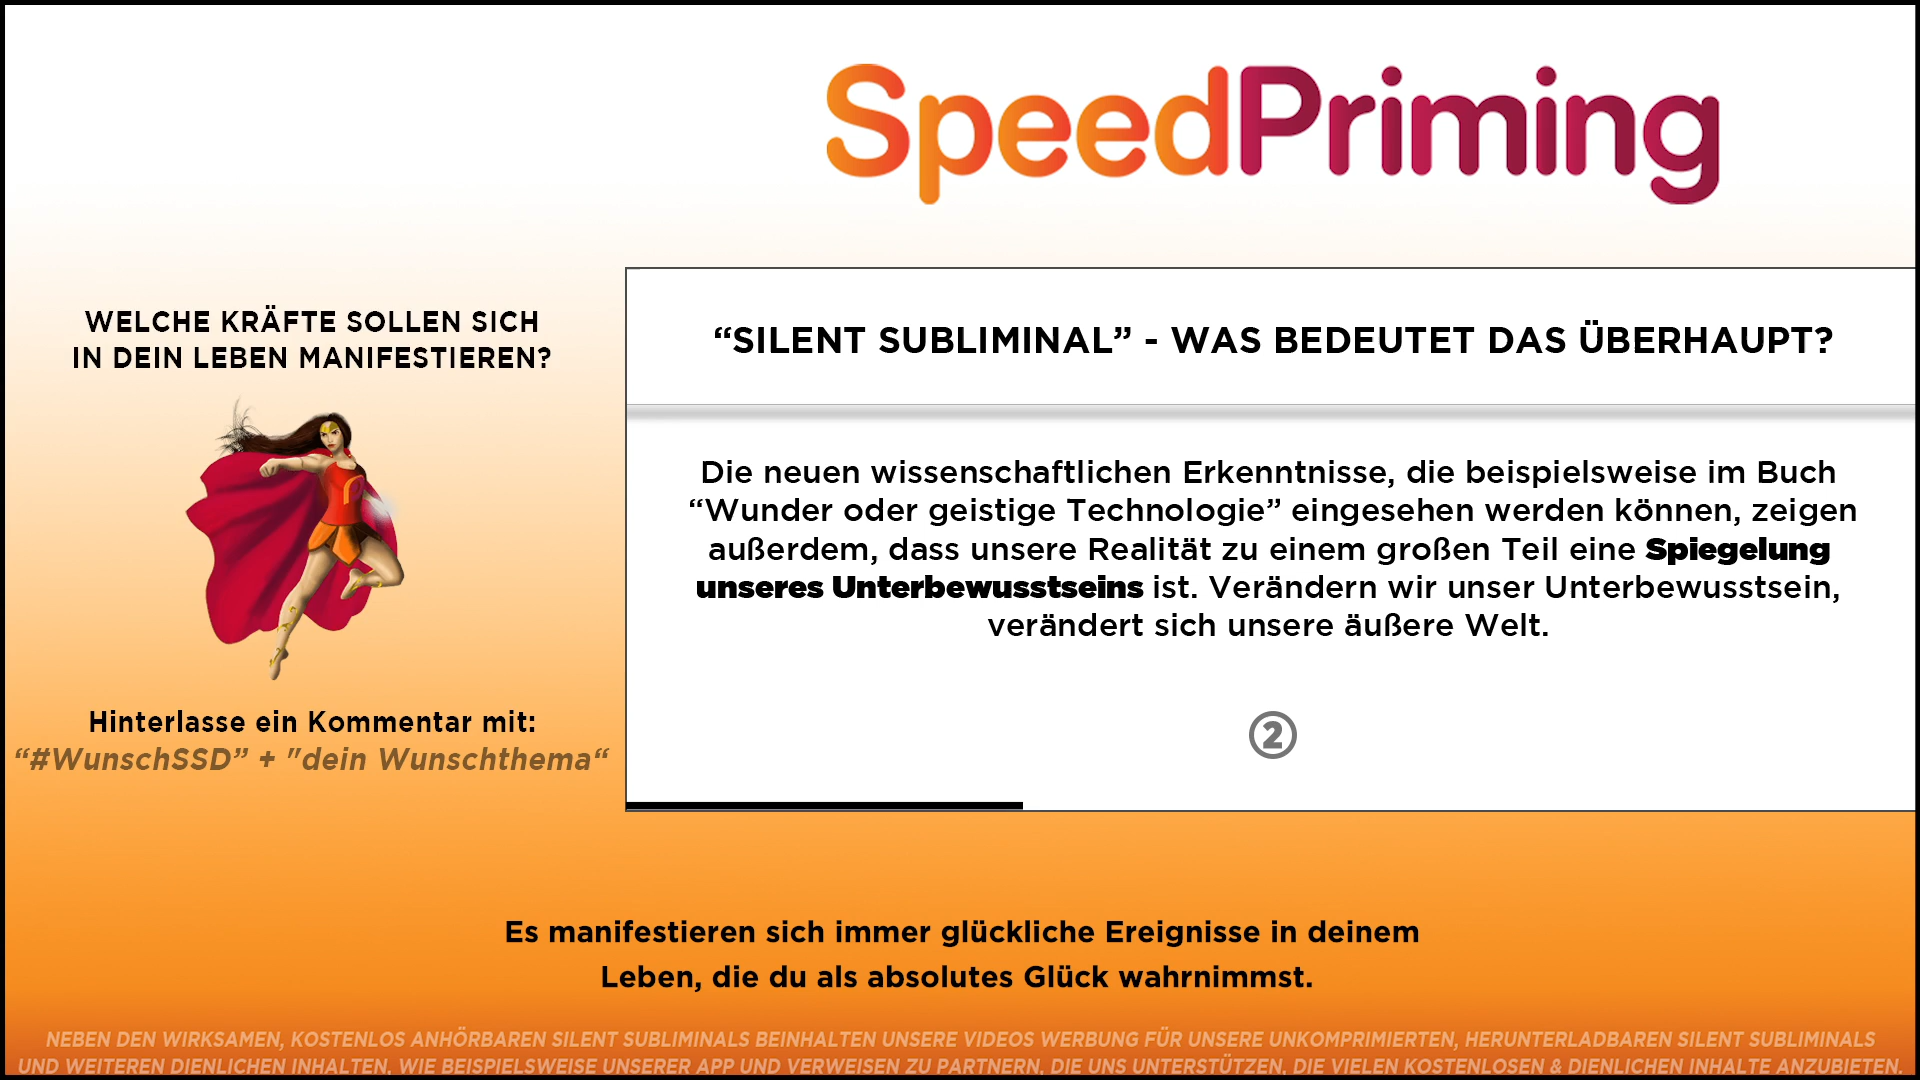 SpeedPriming
WELCHE KRÄFTE SOLLEN SICH
IN DEIN LEBEN MANIFESTIEREN?
Hinterlasse ein Kommentar mit:
“#WunschSSD” + "dein Wunschthema“
“SILENT SUBLIMINAL” - WAS BEDEUTET DAS ÜBERHAUPT?
Die neuen wissenschaftlichen Erkenntnisse, die beispielsweise im Buch
“Wunder oder geistige Technologie” eingesehen werden können, zeigen
außerdem, dass unsere Realität zu einem großen Teil eine Spiegelung
unseres Unterbewusstseins ist. Verändern wir unser Unterbewusstsein,
verändert sich unsere äußere Welt.
2
Es manifestieren sich immer glückliche Ereignisse in deinem
Leben, die du als absolutes Glück wahrnimmst.
NEBEN DEN WIRKSAMEN, KOSTENLOS ANHÖRBAREN SILENT SUBLIMINALS BEINHALTEN UNSERE VIDEOS WERBUNG FÜR UNSERE UNKOMPRIMIERTEN, HERUNTERLADBAREN SILENT SUBLIMINALS
UND WEITEREN DIENLICHEN INHALTEN, WIE BEISPIELSWEISE UNSERER APP UND VERWEISEN ZU PARTNERN, DIE UNS UNTERSTÜTZEN, DIE VIELEN KOSTENLOSEN & DIENLICHEN INHALTE ANZUBIETEN.